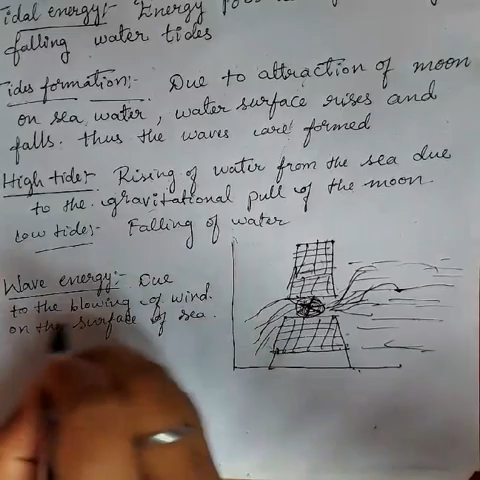 Tidal energy:- Energy
falling water tides
Tides formation:- Due to attraction of moon
on sea water, water surface rises and
falls. thus the waves are formed
High tide:- Rising of water from the sea due
to the gravitational pull of the moon.
Low tide:- Falling of water
Wave energy:- Due
to the blowing of wind.
on the surface of sea.